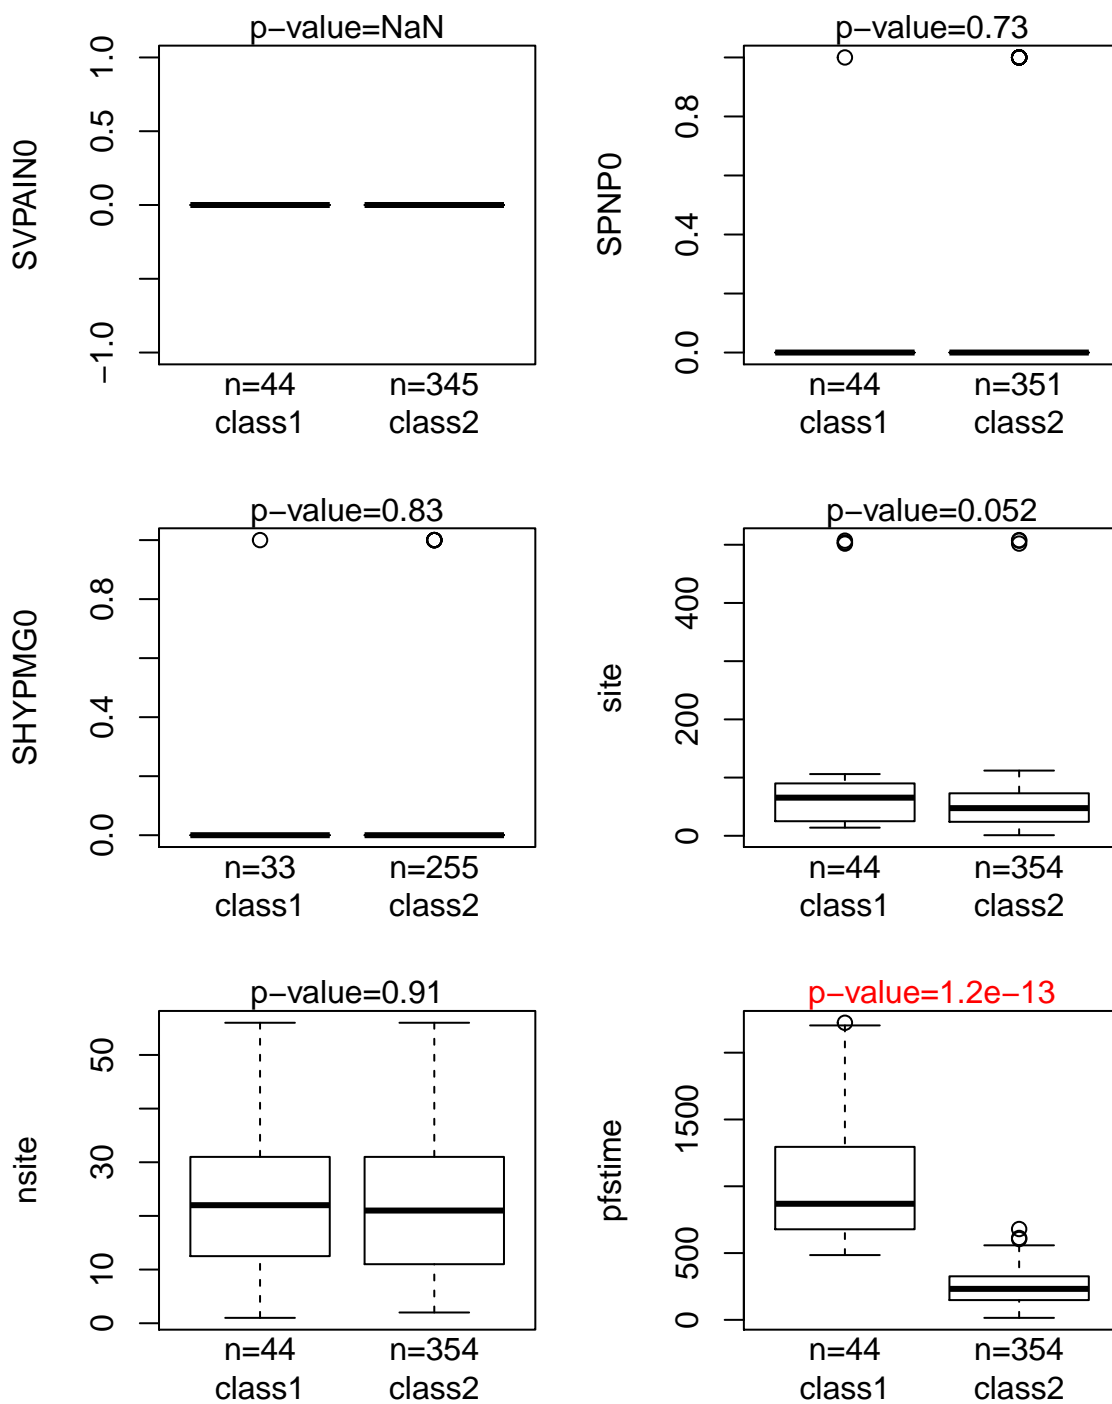 p−value=NaN
SVPAIN0
1.0
0.5
0.0
−1.0
n=44
n=345
class1
class2
p−value=0.73
SPNP0
0.8
0.4
0.0
n=44
n=351
class1
class2
p−value=0.83
SHYPMG0
0.8
0.4
0.0
n=33
n=255
class1
class2
p−value=0.052
site
400
200
0
n=44
n=354
class1
class2
p−value=0.91
nsite
50
30
10
0
n=44
n=354
class1
class2
p−value=1.2e−13
pfstime
1500
500
0
n=44
n=354
class1
class2